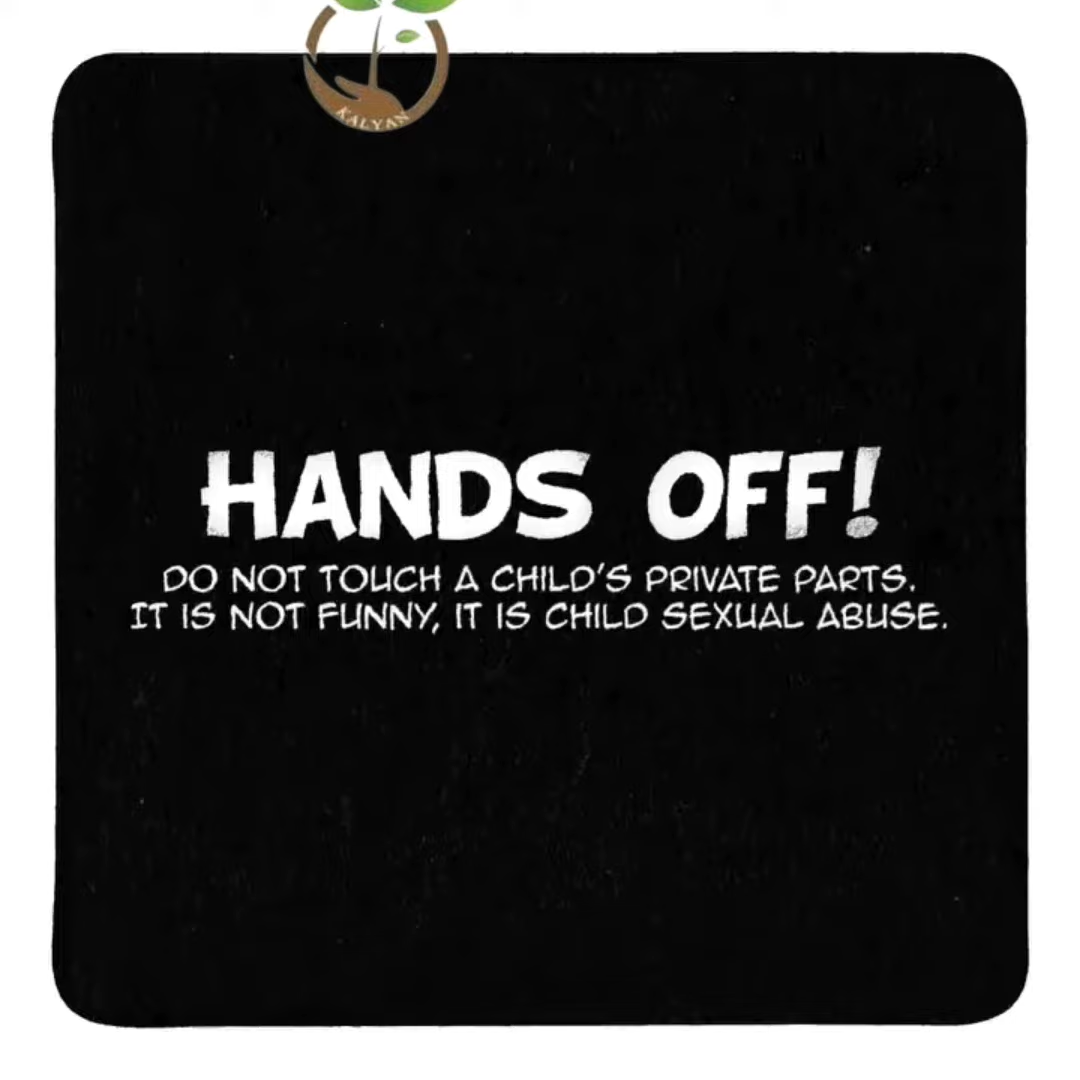 KALYAN
HANDS OFF!
DO NOT TOUCH A CHILD'S PRIVATE PARTS.
IT IS NOT FUNNY, IT IS CHILD SEXUAL ABUSE.